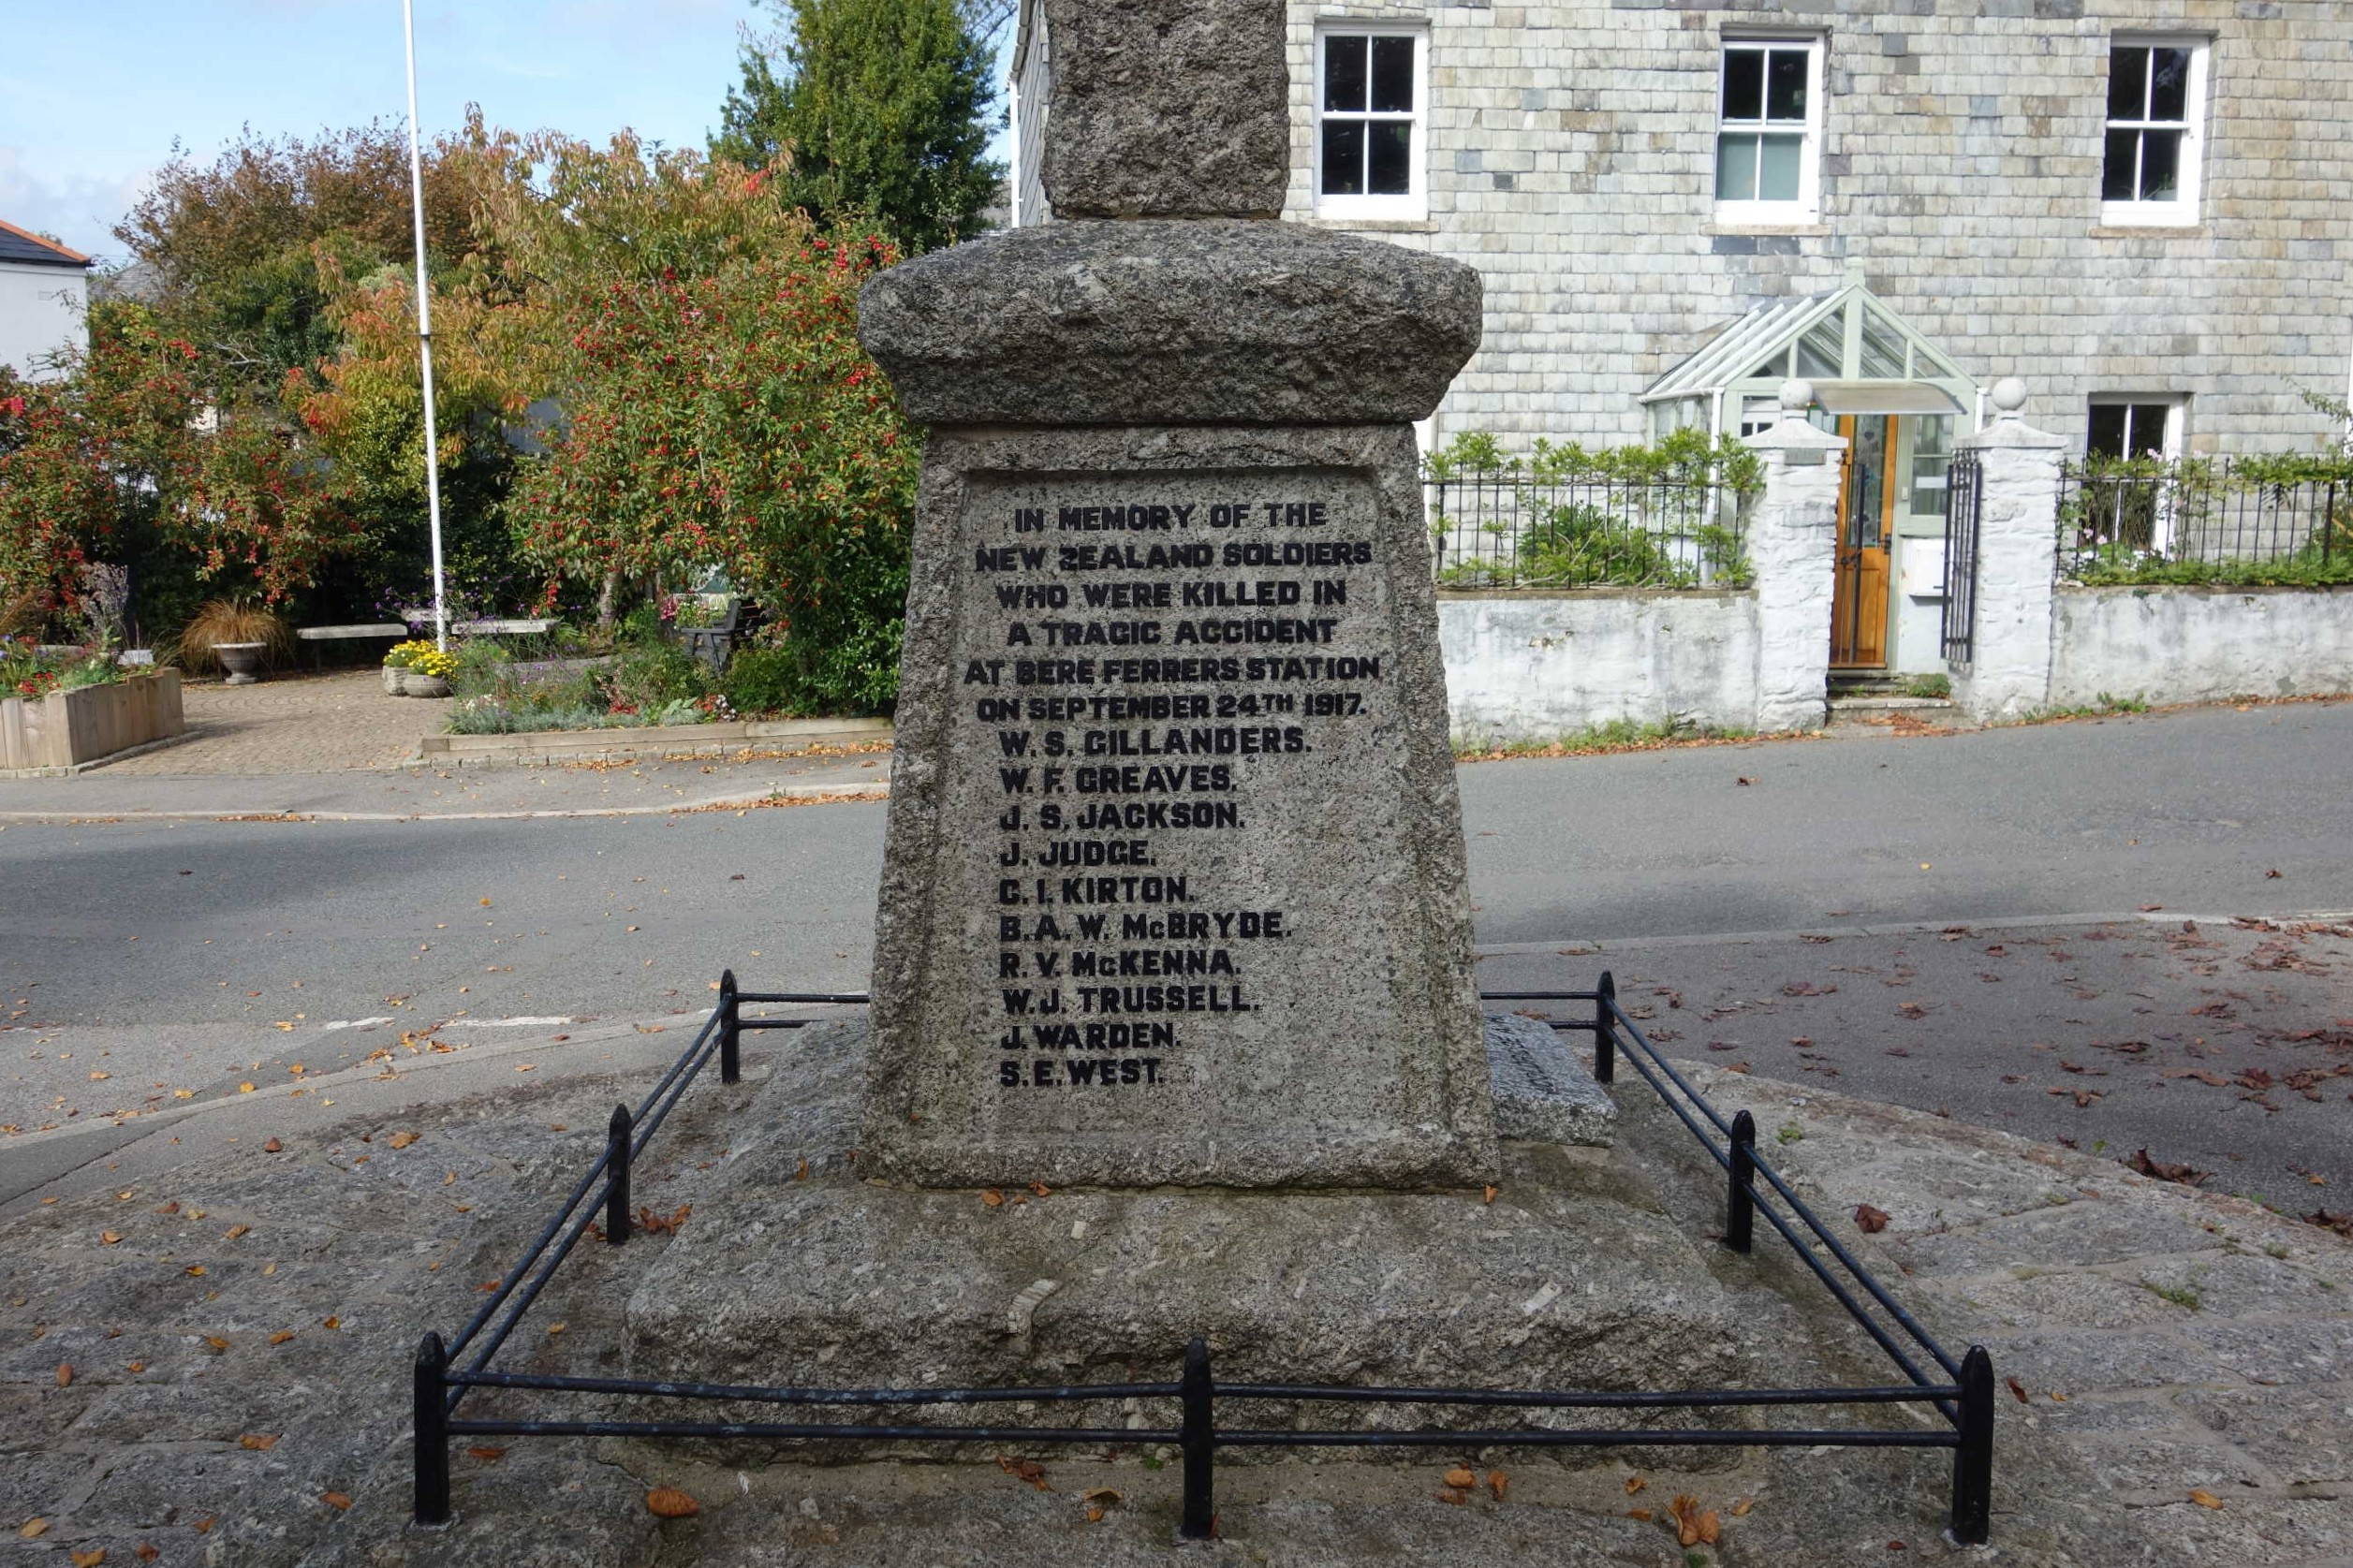 IN MEMORY OF THE
NEW ZEALAND SOLDIERS
WHO WERE KILLED IN
A TRAGIC ACCIDENT
AT BERE FERRERS STATION
ON SEPTEMBER 24TH 1917.
W. S. GILLANDERS.
W. F. GREAVES.
J. S. JACKSON.
J. JUDGE.
C. I. KIRTON.
B. A. W. McBRYDE.
R. V. McKENNA.
W. J. TRUSSELL.
J. WARDEN.
S. E. WEST.